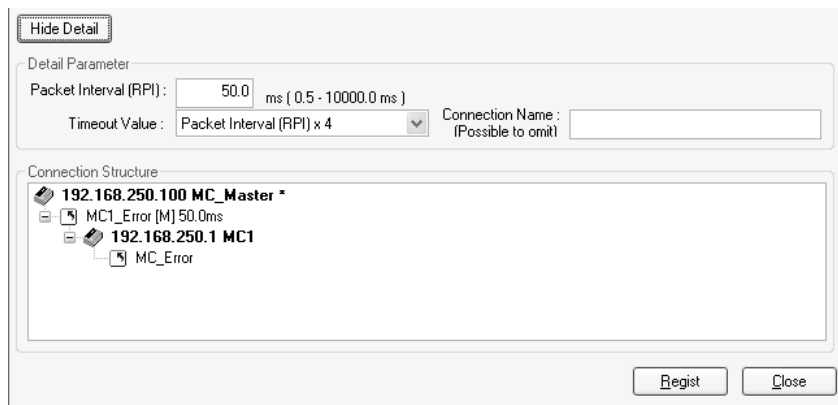 Hide Detail
Detail Parameter
Packet Interval (RPI) : 50.0 ms ( 0.5 - 10000.0 ms )
Timeout Value : Packet Interval (RPI) x 4 Connection Name :
(Possible to omit)
Connection Structure
192.168.250.100 MC_Master *
MC1_Error [M] 50.0ms
192.168.250.1 MC1
MC_Error
Regist Close